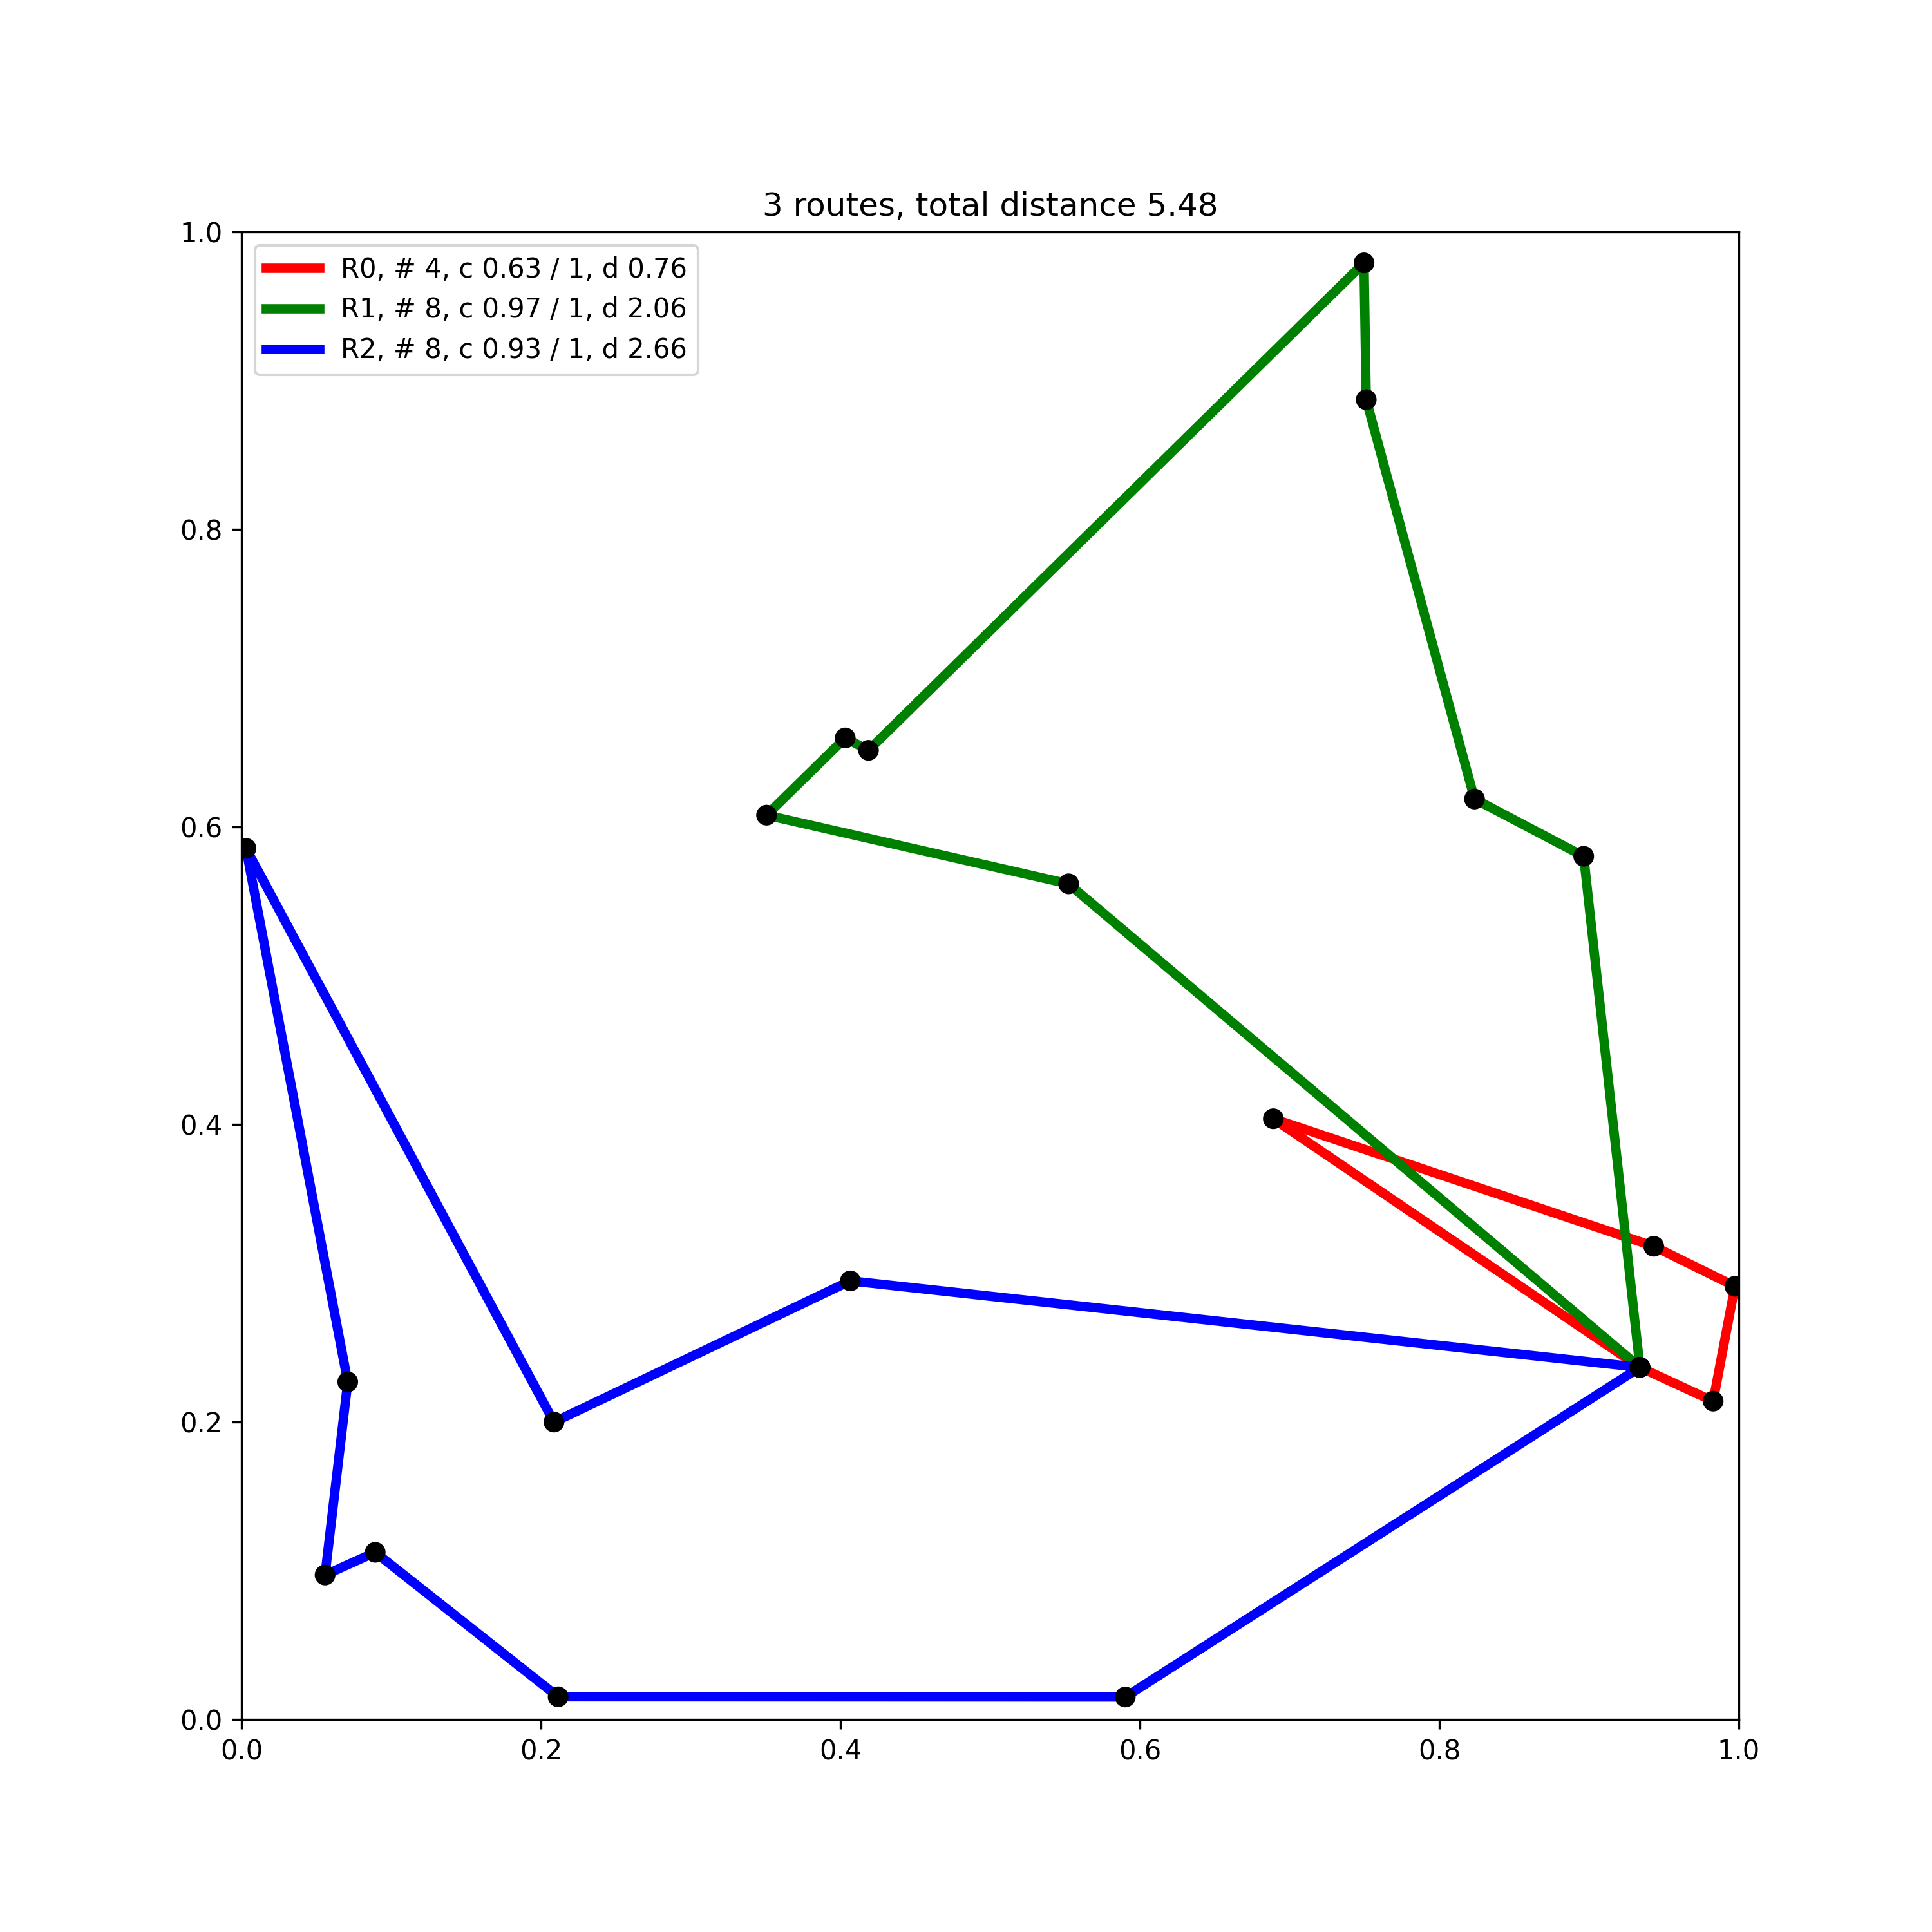 3 routes, total distance 5.48
R0, # 4, c 0.63 / 1, d 0.76
R1, # 8, c 0.97 / 1, d 2.06
R2, # 8, c 0.93 / 1, d 2.66
1.0
0.8
0.6
0.4
0.2
0.0
0.0 0.2 0.4 0.6 0.8 1.0